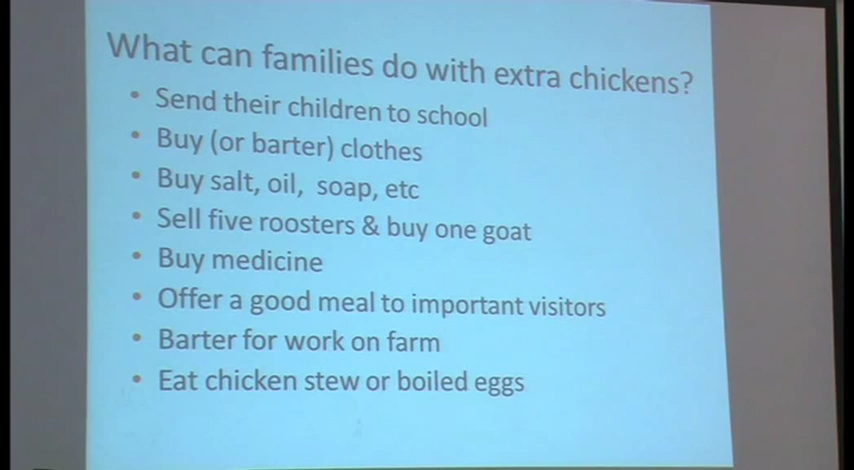 What can families do with extra chickens?
• Send their children to school
• Buy (or barter) clothes
• Buy salt, oil, soap, etc
• Sell five roosters & buy one goat
• Buy medicine
• Offer a good meal to important visitors
• Barter for work on farm
• Eat chicken stew or boiled eggs